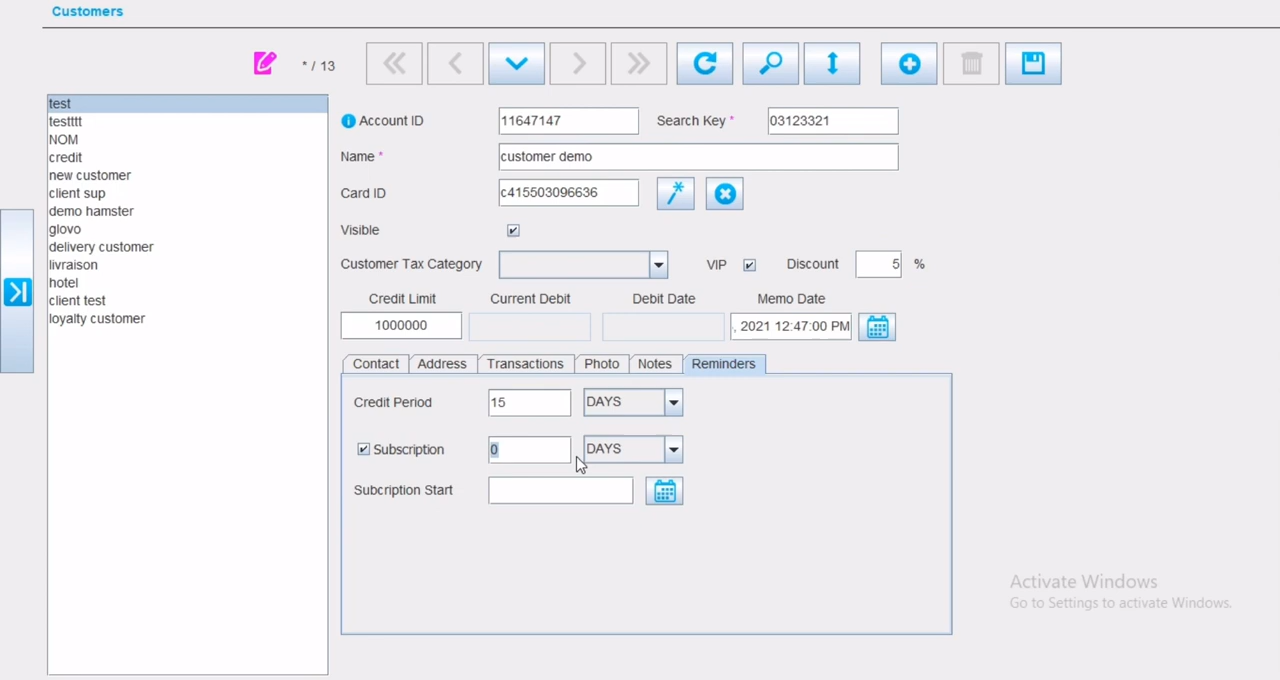 Customers
* / 13
test
testttt
NOM
credit
new customer
client sup
demo hamster
glovo
delivery customer
livraison
hotel
client test
loyalty customer
Account ID 11647147 Search Key * 03123321
Name * customer demo
Card ID c415503096636
Visible
Customer Tax Category VIP Discount 5 %
Credit Limit Current Debit Debit Date Memo Date
1000000 , 2021 12:47:00 PM
Contact Address Transactions Photo Notes Reminders
Credit Period 15 DAYS
Subscription 0 DAYS
Subcription Start
Activate Windows
Go to Settings to activate Windows.